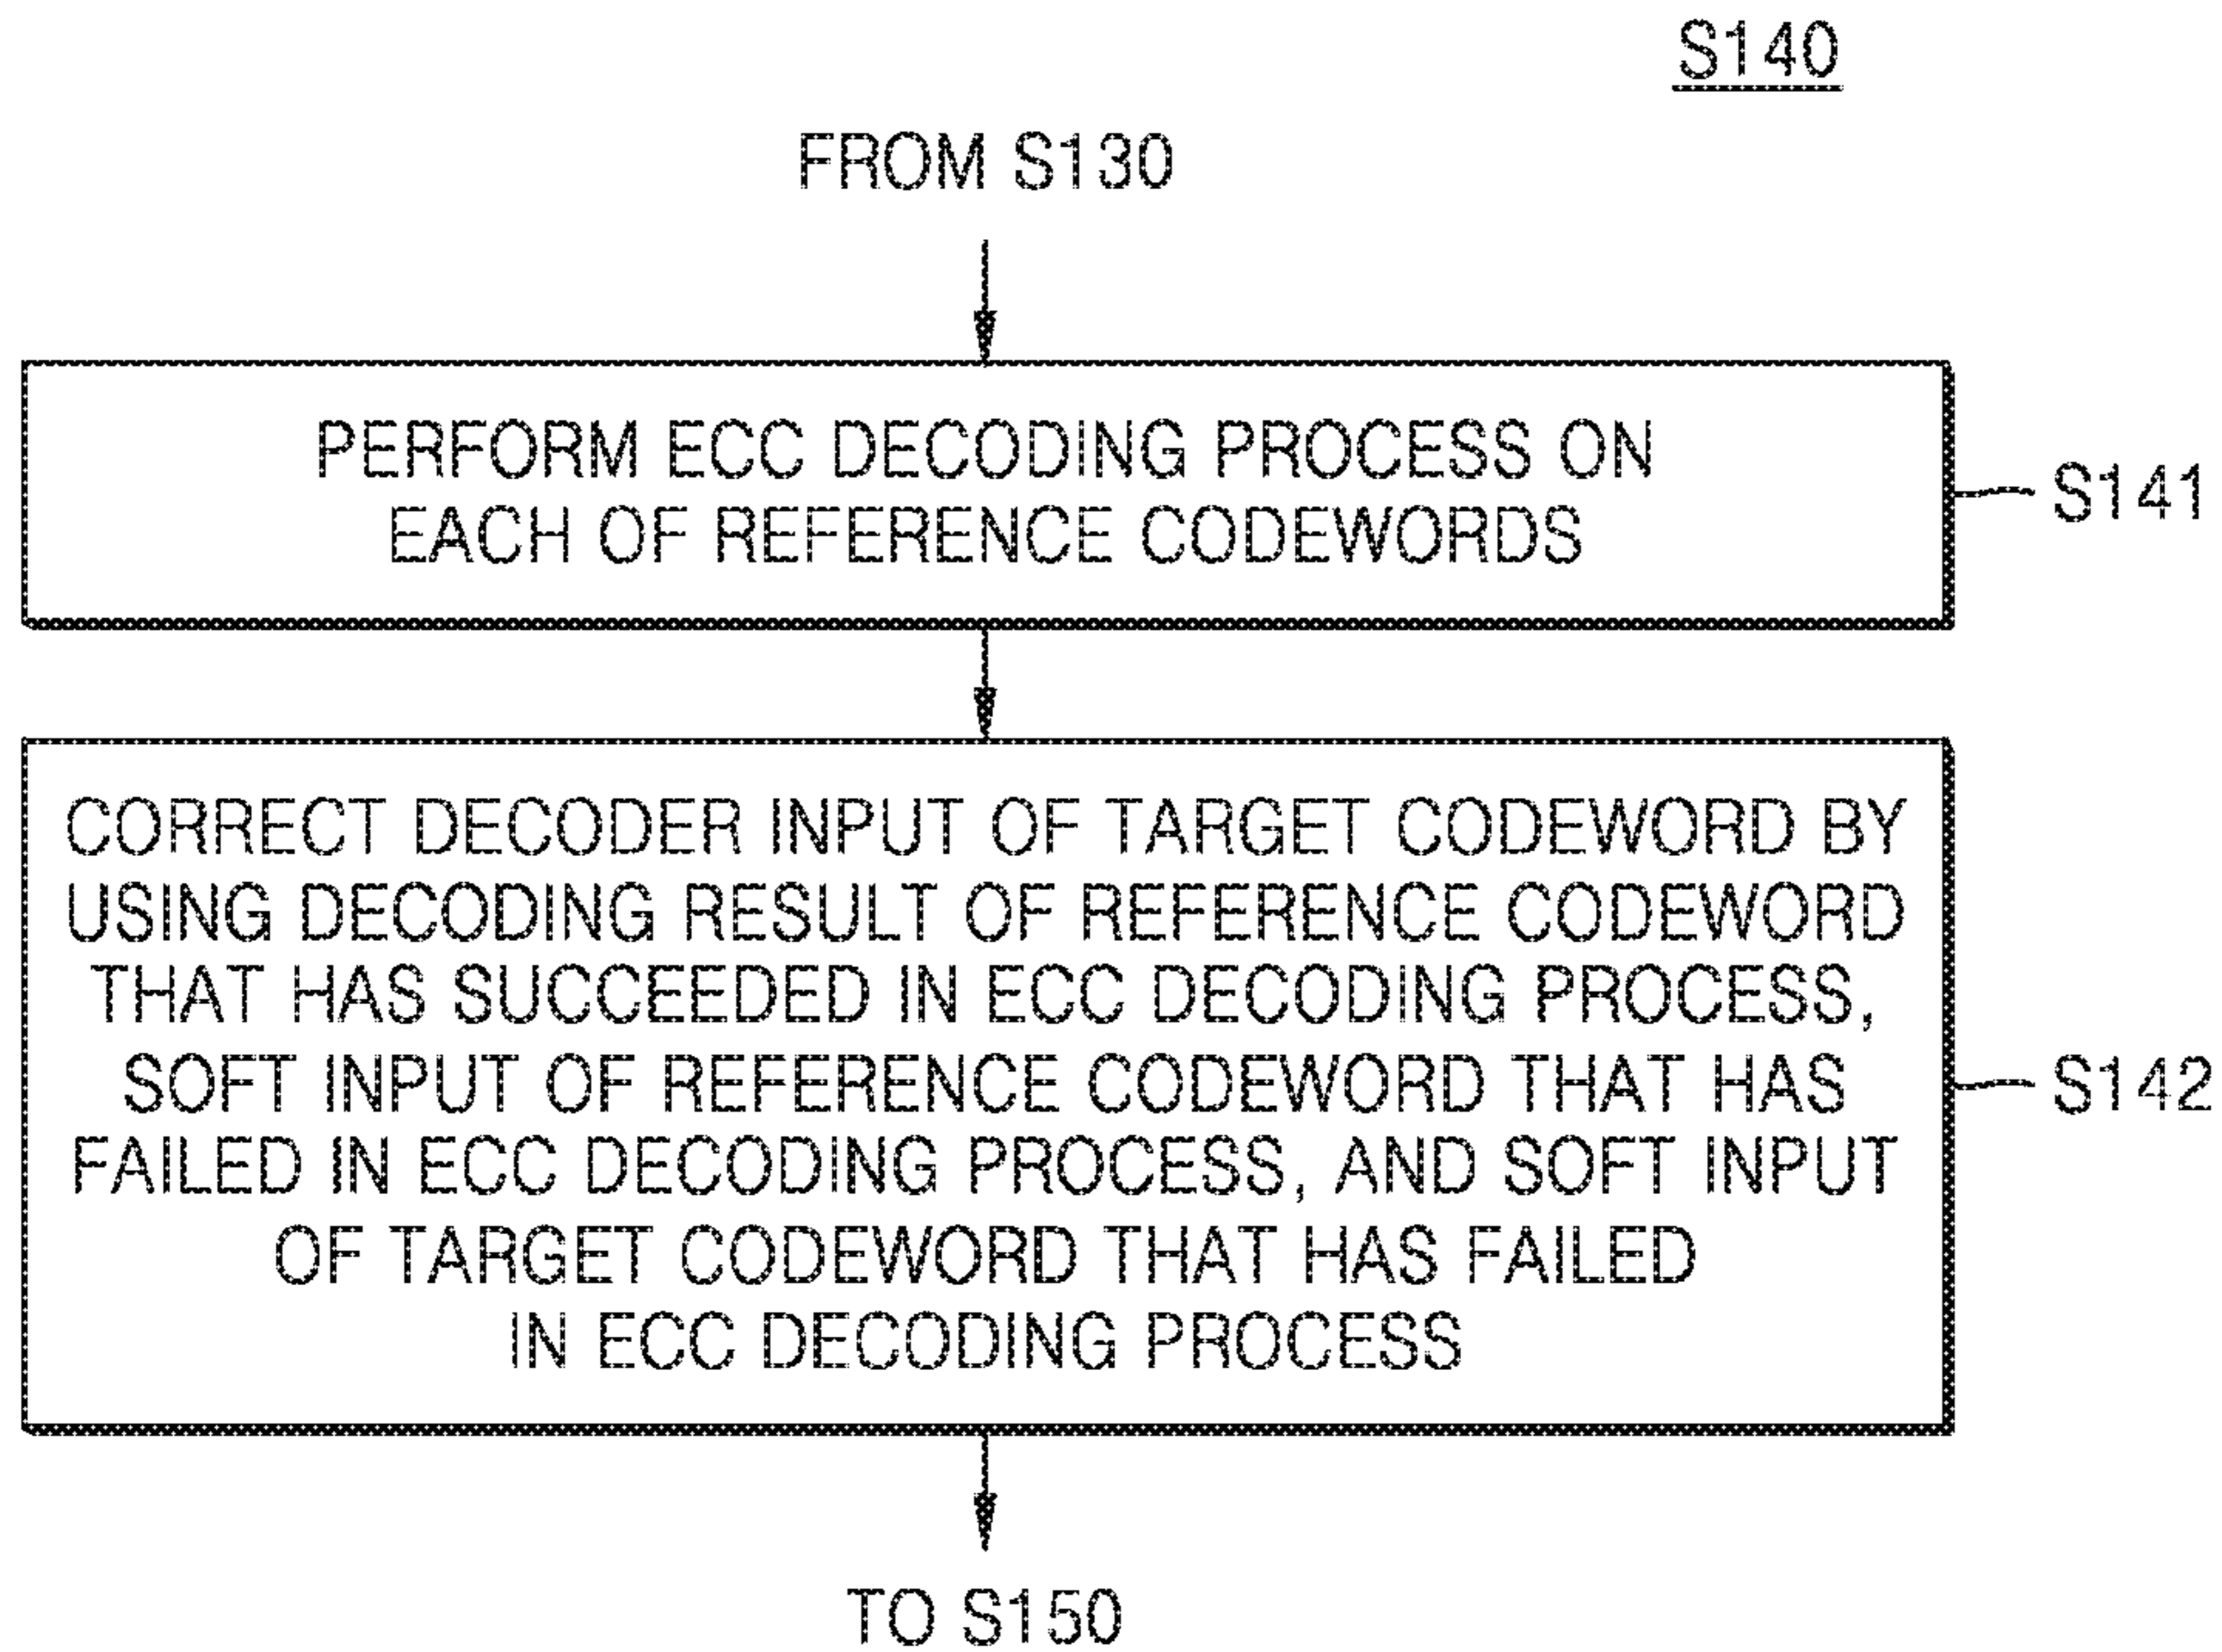 S140
FROM S130
PERFORM ECC DECODING PROCESS ON
EACH OF REFERENCE CODEWORDS
S141
CORRECT DECODER INPUT OF TARGET CODEWORD BY
USING DECODING RESULT OF REFERENCE CODEWORD
THAT HAS SUCCEEDED IN ECC DECODING PROCESS,
SOFT INPUT OF REFERENCE CODEWORD THAT HAS
FAILED IN ECC DECODING PROCESS, AND SOFT INPUT
OF TARGET CODEWORD THAT HAS FAILED
IN ECC DECODING PROCESS
S142
TO S150